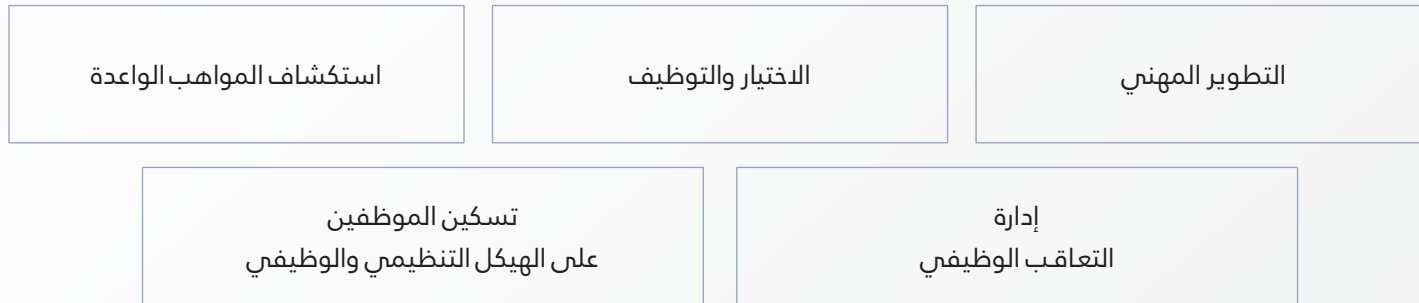 التطوير المهني
الاختيار والتوظيف
استكشاف المواهب الواعدة
إدارة
التعاقب الوظيفي
تسكين الموظفين
على الهيكل التنظيمي والوظيفي